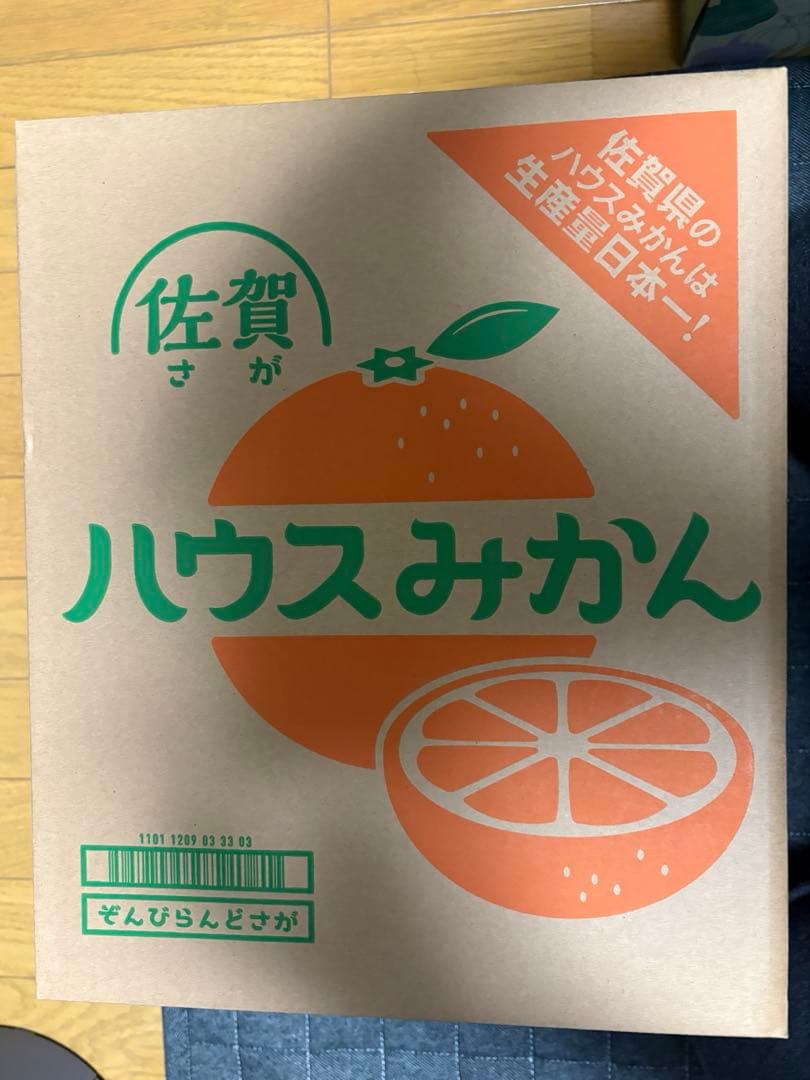 佐賀県の
ハウスみかんは
生産量日本一！
佐賀
さが
ハウスみかん
1101 1209 03 33 03
ぞんびらんどさが